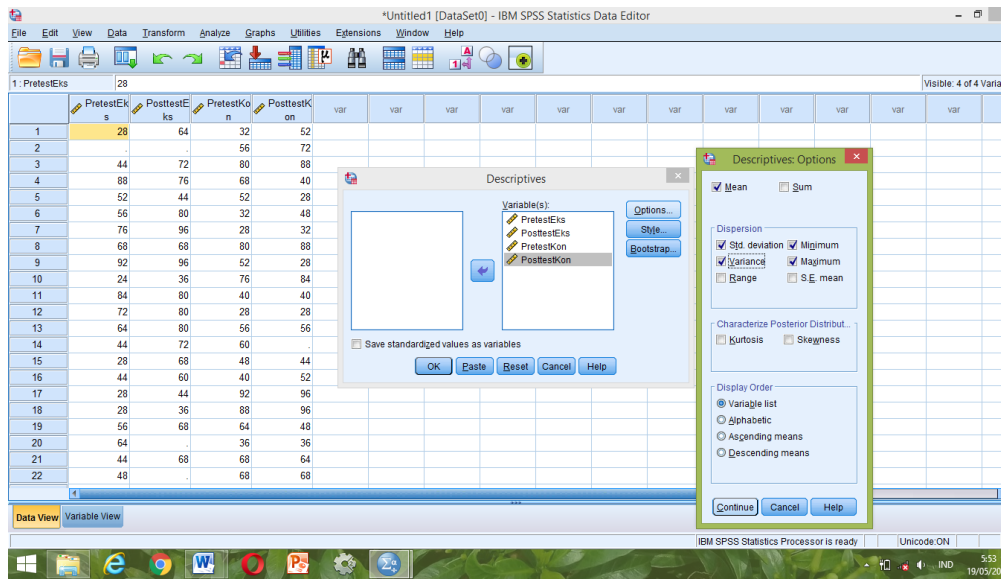 *Untitled1 [DataSet0] - IBM SPSS Statistics Data Editor
File Edit View Data Transform Analyze Graphs Utilities Extensions Window Help
1 : PretestEks 28 Visible: 4 of 4 Varia
PretestEk s PosttestE ks PretestKo n PosttestK on var var var var var var var var var var
1 28 64 32 52
2 . . 56 72
3 44 72 80 88
4 88 76 68 40
5 52 44 52 28
6 56 80 32 48
7 76 96 28 32
8 68 68 80 88
9 92 96 52 28
10 24 36 76 84
11 84 80 40 40
12 72 80 28 28
13 64 80 56 56
14 44 72 60 .
15 28 68 48 44
16 44 60 40 52
17 28 44 92 96
18 28 36 88 96
19 56 68 64 48
20 64 . 36 36
21 44 68 68 64
22 48 . 68 68
Descriptives
Variable(s):
PretestEks
PosttestEks
PretestKon
PosttestKon
Options...
Style...
Bootstrap...
Save standardized values as variables
OK Paste Reset Cancel Help
Descriptives: Options
Mean Sum
Dispersion
Std. deviation Minimum
Variance Maximum
Range S.E. mean
Characterize Posterior Distribut...
Kurtosis Skewness
Display Order
Variable list
Alphabetic
Ascending means
Descending means
Continue Cancel Help
Data View Variable View
IBM SPSS Statistics Processor is ready Unicode:ON
IND 5:53
19/05/20